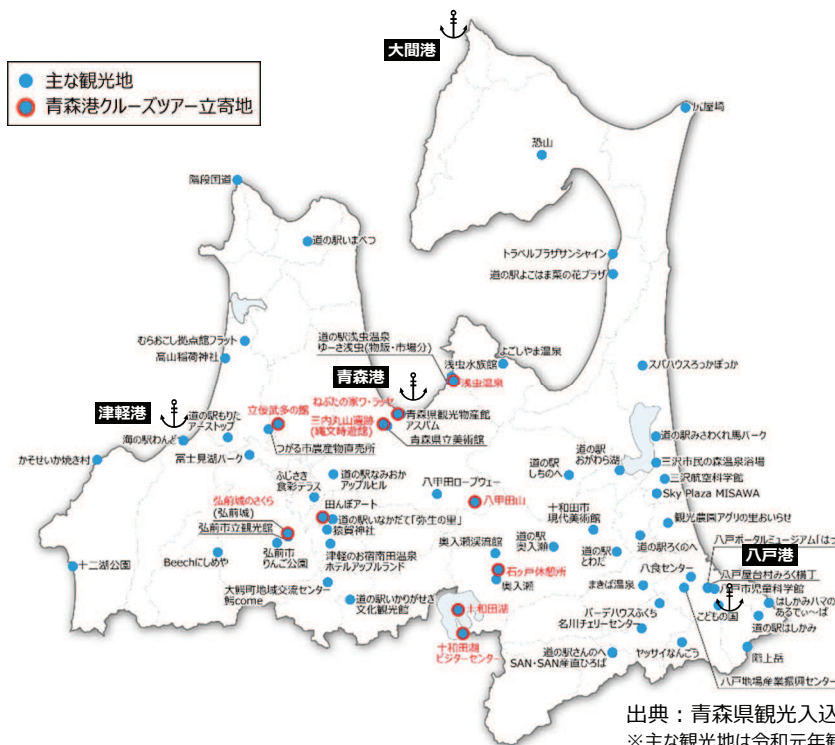 大間港
主な観光地
青森港クルーズツアー立寄地
尻屋崎
恐山
階段国道
道の駅いまべつ
トラベルプラザサンシャイン
道の駅よこはま菜の花プラザ
道の駅浅虫温泉
ゆーさ浅虫(物販・市場分)
むらおこし拠点館フラット
高山稲荷神社
よごしやま温泉
浅虫水族館
浅虫温泉
スパハウスろっかぽっか
青森港
ねぶたの家ワ・ラッセ
津軽港
立佞武多の館
三内丸山遺跡
(縄文時遊館)
青森県観光物産館
アスパム
青森県立美術館
道の駅もりた
アーストップ
海の駅わんど
つがる市農産物直売所
道の駅みさわくれ馬パーク
かそせいか焼き村
富士見湖パーク
道の駅
しちのへ
道の駅
おがわら湖
三沢市民の森温泉浴場
三沢航空科学館
Sky Plaza MISAWA
ふじさき
食彩テラス
道の駅なみおか
アップルヒル
八甲田ロープウェー
八甲田山
弘前城のさくら
(弘前城)
弘前市立観光館
田んぼアート
道の駅いなかだて「弥生の里」
猿賀神社
十和田市
現代美術館
観光農園アグリの里おいらせ
奥入瀬渓流館
道の駅
奥入瀬
道の駅
とわだ
道の駅ろくのへ
八戸ポータルミュージアム「はっ
八戸港
十二湖公園
Beechにしめや
弘前市
りんご公園
津軽のお宿南田温泉
ホテルアップルランド
石ヶ戸休憩所
奥入瀬
まきば温泉
八食センター
八戸屋台村みろく横丁
八戸市児童科学館
大鰐町地域交流センター
鰐come
道の駅いかりがせき
文化観光館
十和田湖
十和田湖
ビジターセンター
バーデハウスふくち
名川チェリーセンター
こどもの国
はしかみハマの
あるでぃ～ば
道の駅はしかみ
道の駅さんのへ
SAN・SAN産直ひろば
ヤッサイなんごう
階上岳
八戸地場産業振興センター
出典：青森県観光入込
※主な観光地は令和元年観